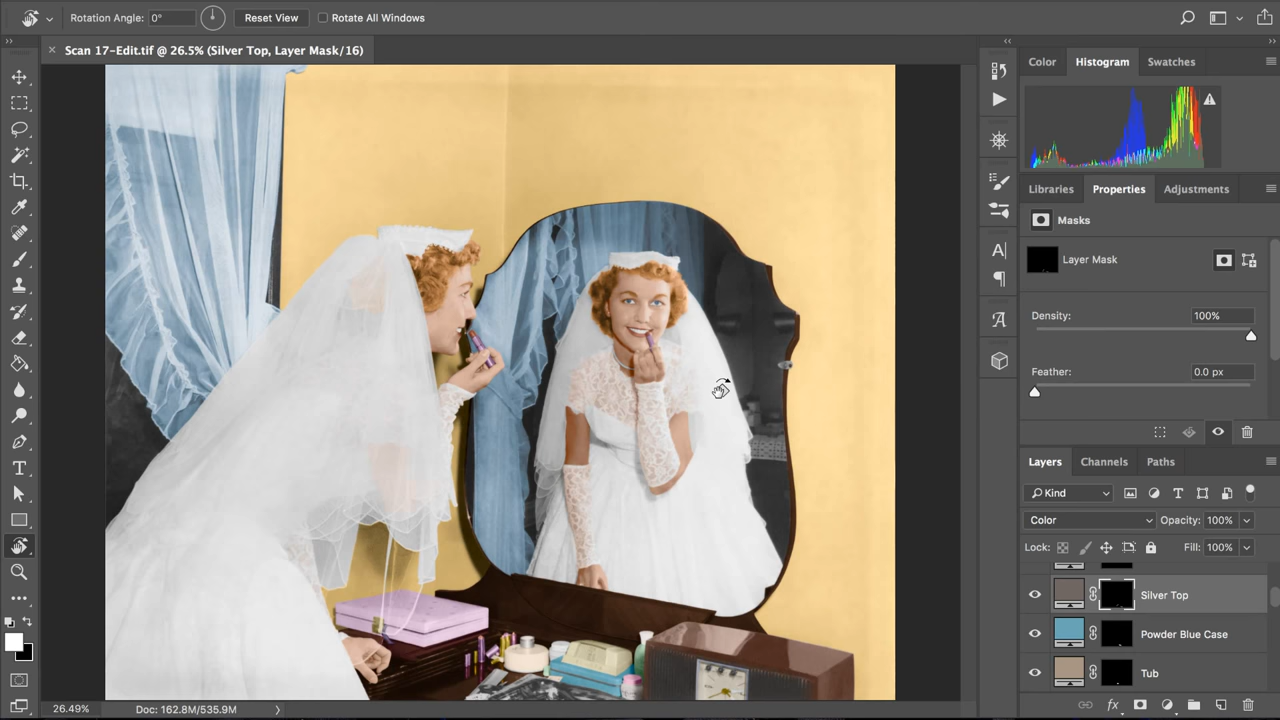 Rotation Angle: 0° Reset View Rotate All Windows
× Scan 17-Edit.tif @ 26.5% (Silver Top, Layer Mask/16)
Color Histogram Swatches
Libraries Properties Adjustments
Masks
Layer Mask
Density: 100%
Feather: 0.0 px
Layers Channels Paths
Kind
Color Opacity: 100%
Lock: Fill: 100%
Silver Top
Powder Blue Case
Tub
fx
26.49% Doc: 162.8M/535.9M